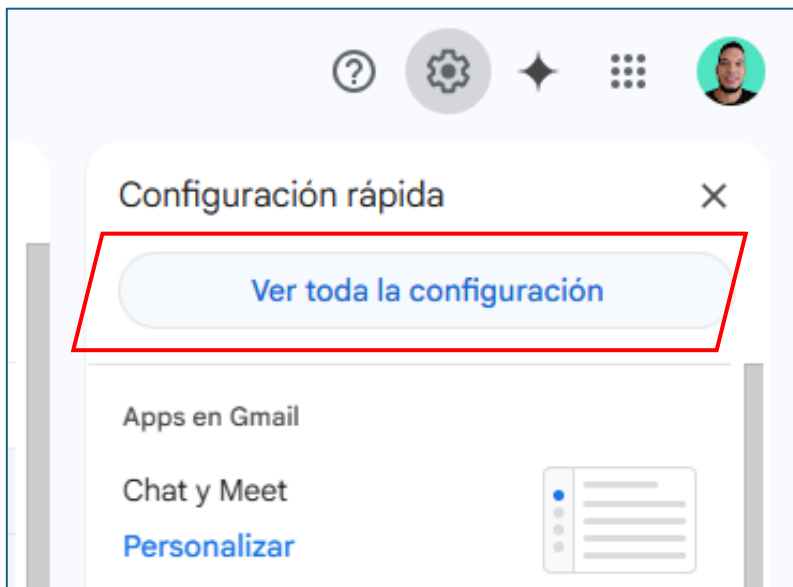 Configuración rápida
Ver toda la configuración
Apps en Gmail
Chat y Meet
Personalizar